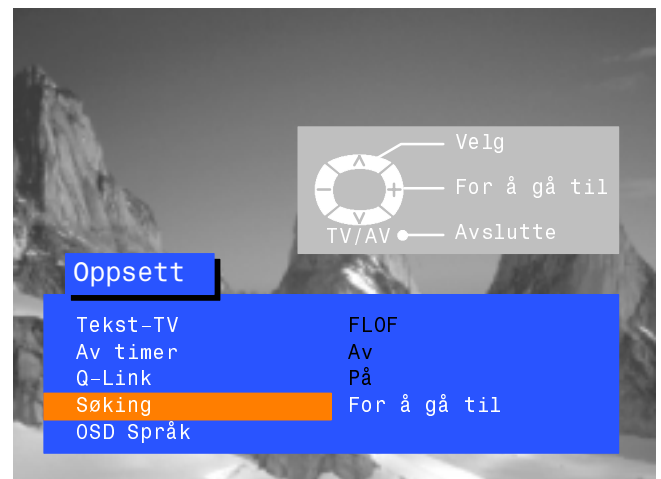 Velg
For å gå til
TV/AV Avslutte
Oppsett
Tekst-TV FLOF
Av timer Av
Q-Link På
Søking For å gå til
OSD Språk